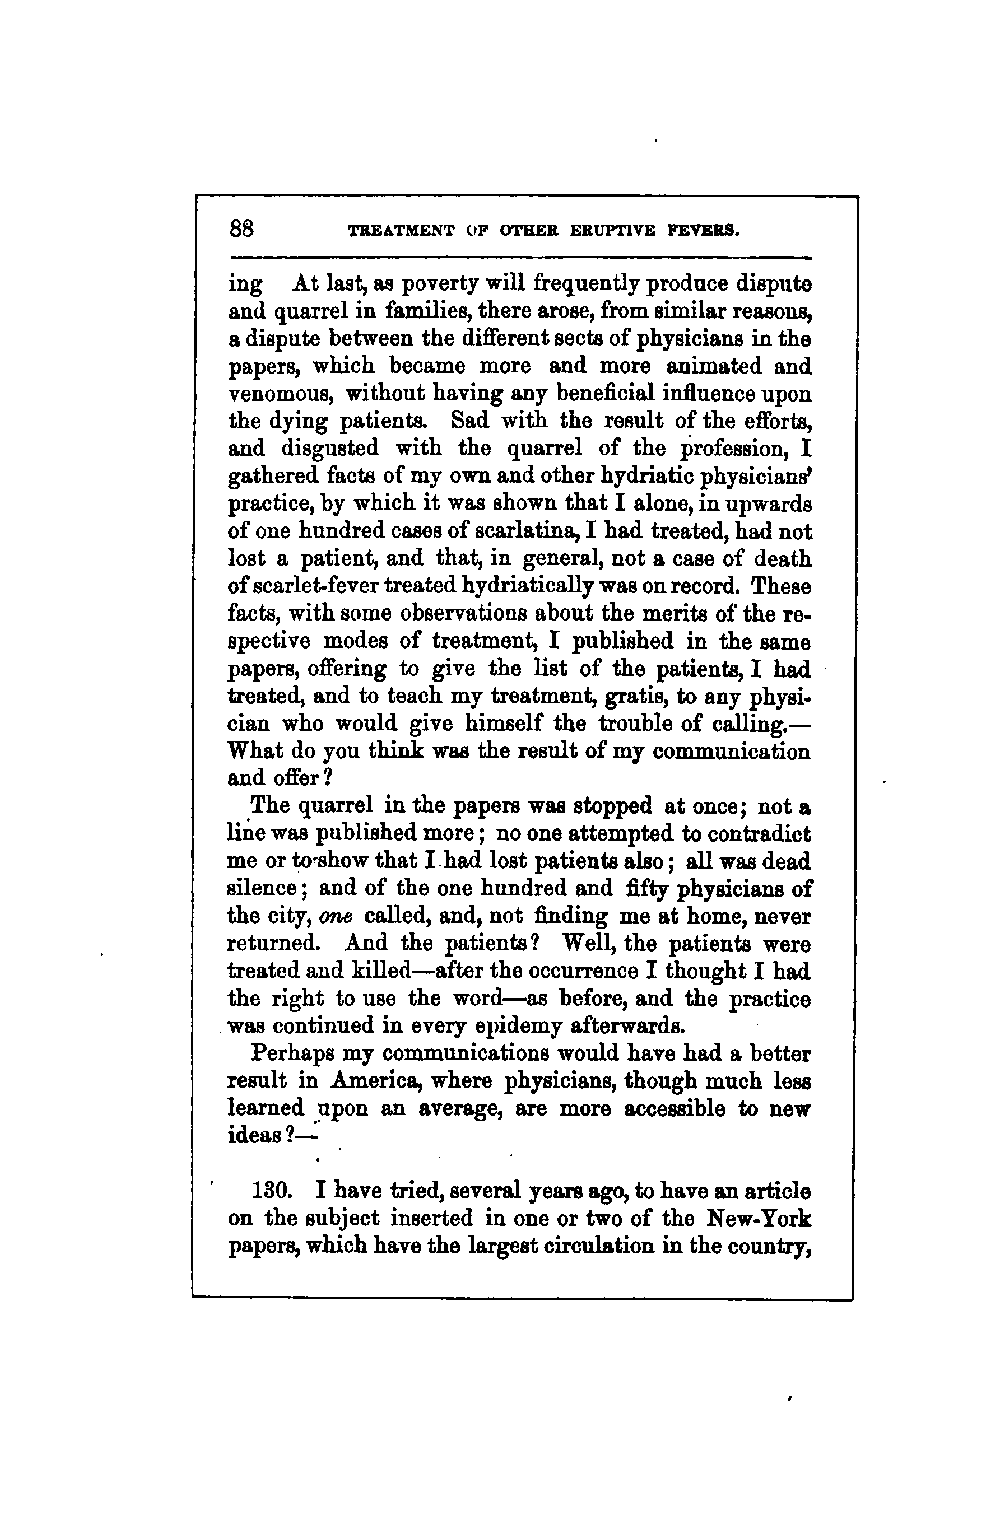 88 TREATMENT OF OTHER ERUPTIVE FEVERS.
ing At last, as poverty will frequently produce dispute
and quarrel in families, there arose, from similar reasons,
a dispute between the different sects of physicians in the
papers, which became more and more animated and
venomous, without having any beneficial influence upon
the dying patients. Sad with the result of the efforts,
and disgusted with the quarrel of the profession, I
gathered facts of my own and other hydriatic physicians'
practice, by which it was shown that I alone, in upwards
of one hundred cases of scarlatina, I had treated, had not
lost a patient, and that, in general, not a case of death
of scarlet-fever treated hydriatically was on record. These
facts, with some observations about the merits of the re-
spective modes of treatment, I published in the same
papers, offering to give the list of the patients, I had
treated, and to teach my treatment, gratis, to any physi-
cian who would give himself the trouble of calling.—
What do you think was the result of my communication
and offer?
The quarrel in the papers was stopped at once; not a
line was published more; no one attempted to contradict
me or to show that I had lost patients also; all was dead
silence; and of the one hundred and fifty physicians of
the city, one called, and, not finding me at home, never
returned. And the patients? Well, the patients were
treated and killed—after the occurrence I thought I had
the right to use the word—as before, and the practice
was continued in every epidemy afterwards.
Perhaps my communications would have had a better
result in America, where physicians, though much less
learned upon an average, are more accessible to new
ideas?—
130. I have tried, several years ago, to have an article
on the subject inserted in one or two of the New-York
papers, which have the largest circulation in the country,